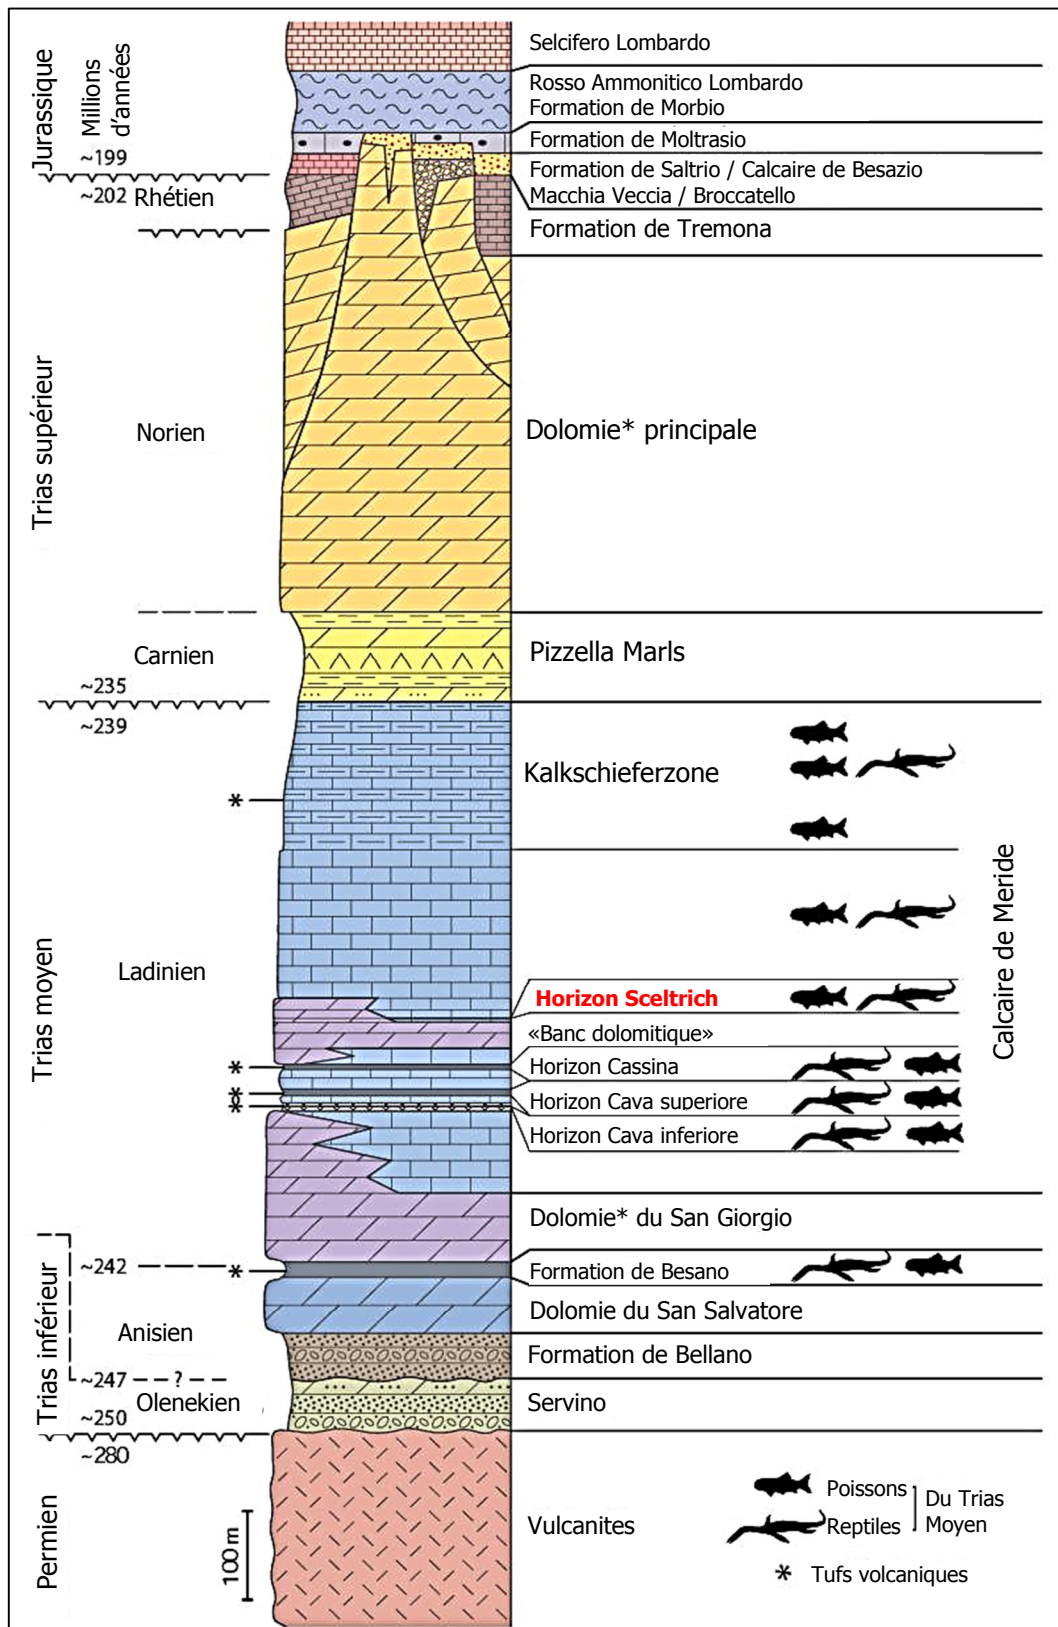 Jurassique
Millions
d'années
~199
~202
Rhétien
Trias supérieur
Norien
Carnien
~235
~239
Trias moyen
Ladinien
*
*
*
*
*
~242
Trias inférieur
Anisien
~247
?
Olenekien
~250
~280
Permien
100 m
Selcifero Lombardo
Rosso Ammonitico Lombardo
Formation de Morbio
Formation de Moltrasio
Formation de Saltrio / Calcaire de Besazio
Macchia Veccia / Broccatello
Formation de Tremona
Dolomie* principale
Pizzella Marls
Kalkschieferzone
Calcaire de Meride
Horizon Sceltrich
«Banc dolomitique»
Horizon Cassina
Horizon Cava superiore
Horizon Cava inferiore
Dolomie* du San Giorgio
Formation de Besano
Dolomie du San Salvatore
Formation de Bellano
Servino
Vulcanites
Poissons
Reptiles
Du Trias
Moyen
* Tufs volcaniques